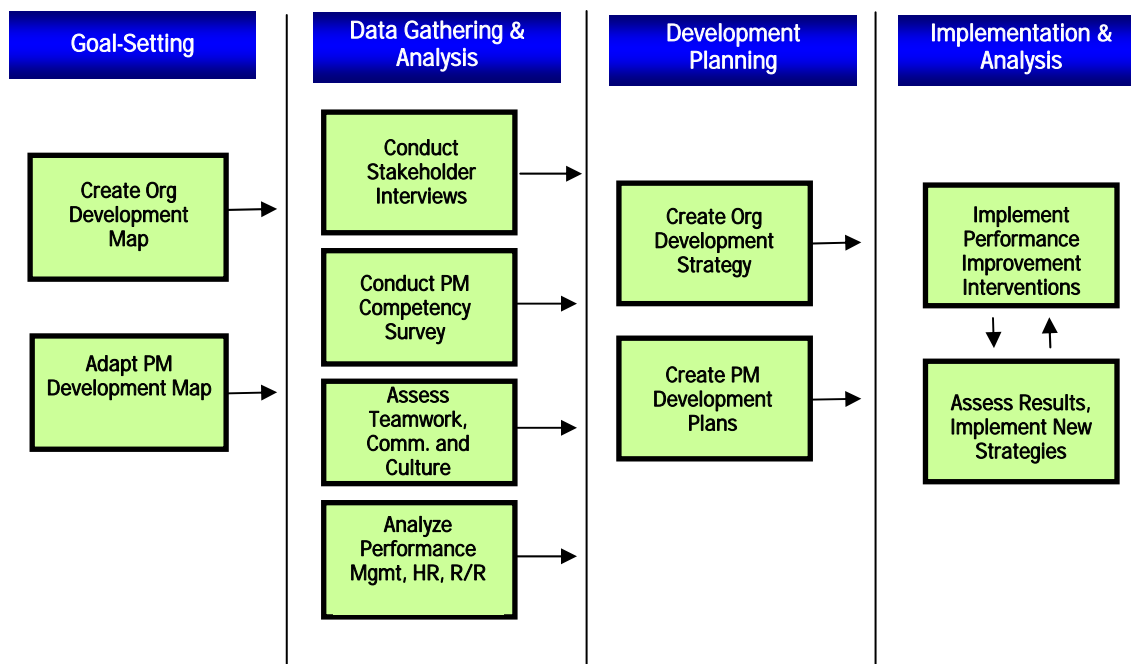 Goal-Setting
Data Gathering &
Analysis
Development
Planning
Implementation &
Analysis
Create Org
Development
Map
Adapt PM
Development Map
Conduct
Stakeholder
Interviews
Conduct PM
Competency
Survey
Assess
Teamwork,
Comm. and
Culture
Analyze
Performance
Mgmt, HR, R/R
Create Org
Development
Strategy
Create PM
Development
Plans
Implement
Performance
Improvement
Interventions
Assess Results,
Implement New
Strategies